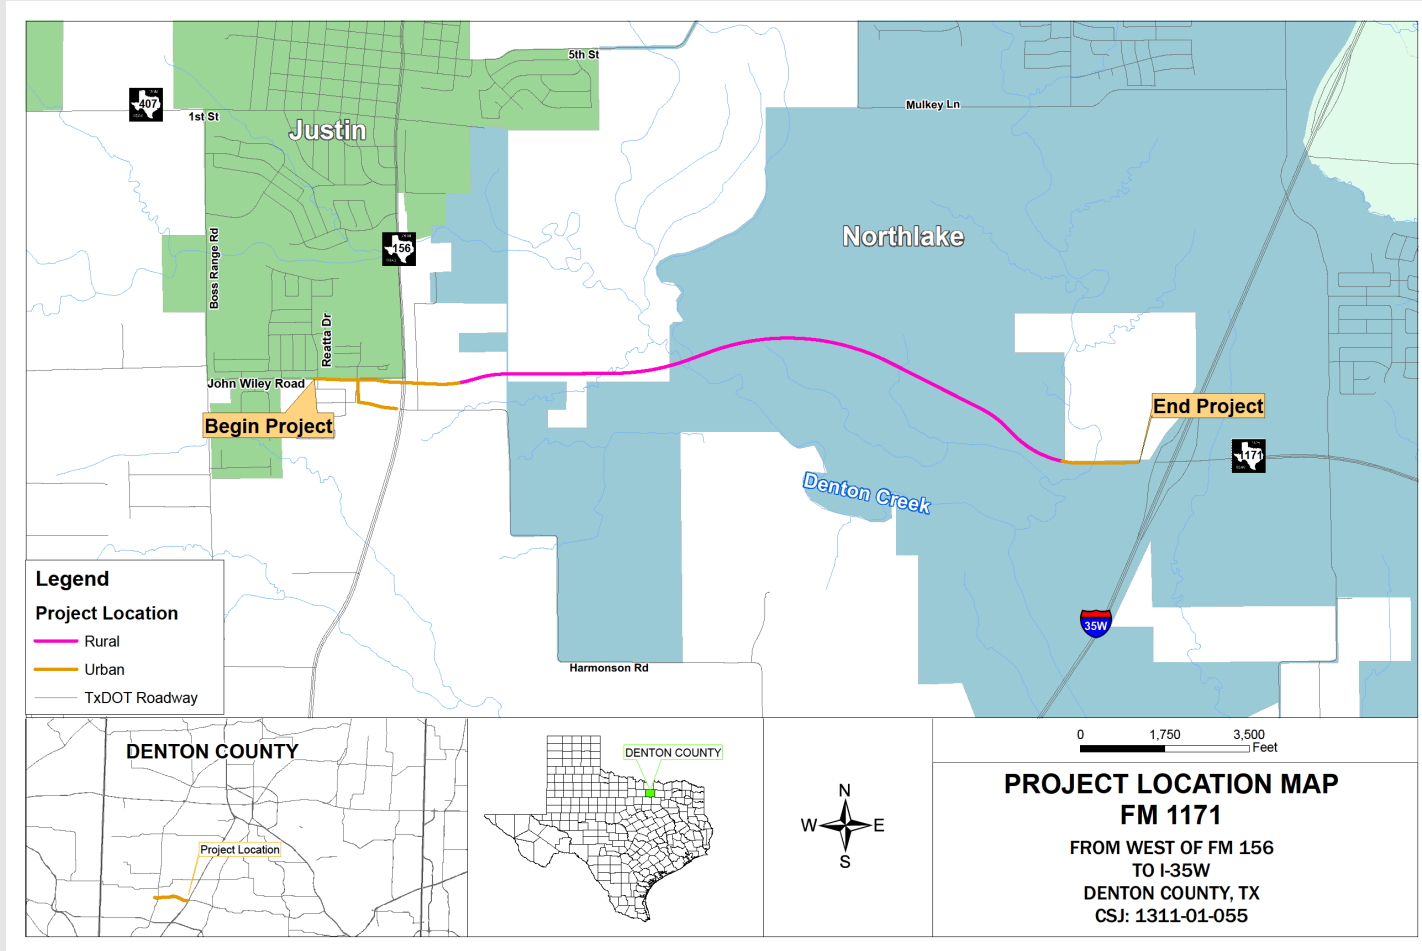 5th St
407
1st St
Mulkey Ln
Justin
Northlake
156
Boss Range Rd
Reatta Dr
John Wiley Road
Begin Project
End Project
1171
Denton Creek
35W
Harmonson Rd
Legend
Project Location
Rural
Urban
TxDOT Roadway
DENTON COUNTY
Project Location
DENTON COUNTY
N
W E
S
0 1,750 3,500
Feet
PROJECT LOCATION MAP
FM 1171
FROM WEST OF FM 156
TO I-35W
DENTON COUNTY, TX
CSJ: 1311-01-055